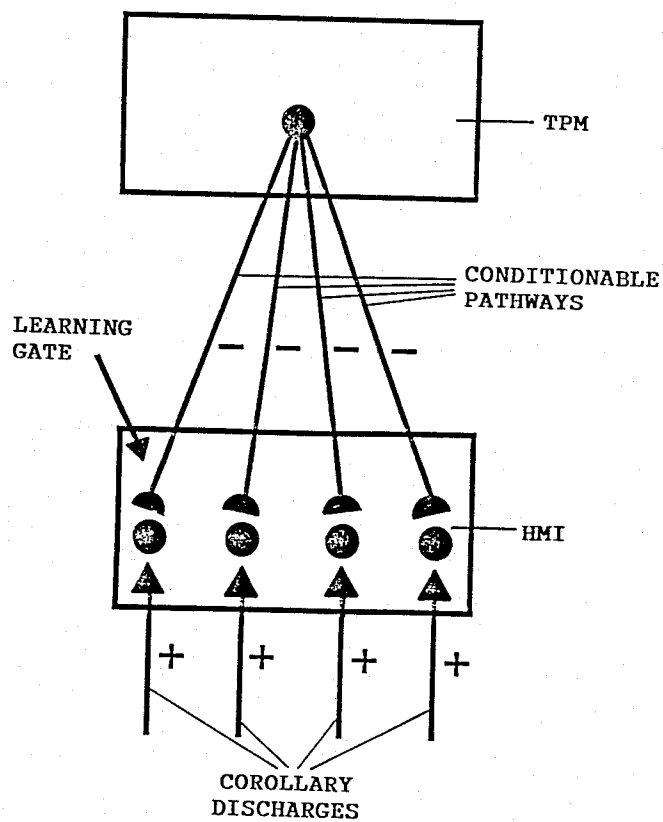 TPM
CONDITIONABLE
PATHWAYS
LEARNING
GATE
- - - -
HMI
+ + + +
COROLLARY
DISCHARGES